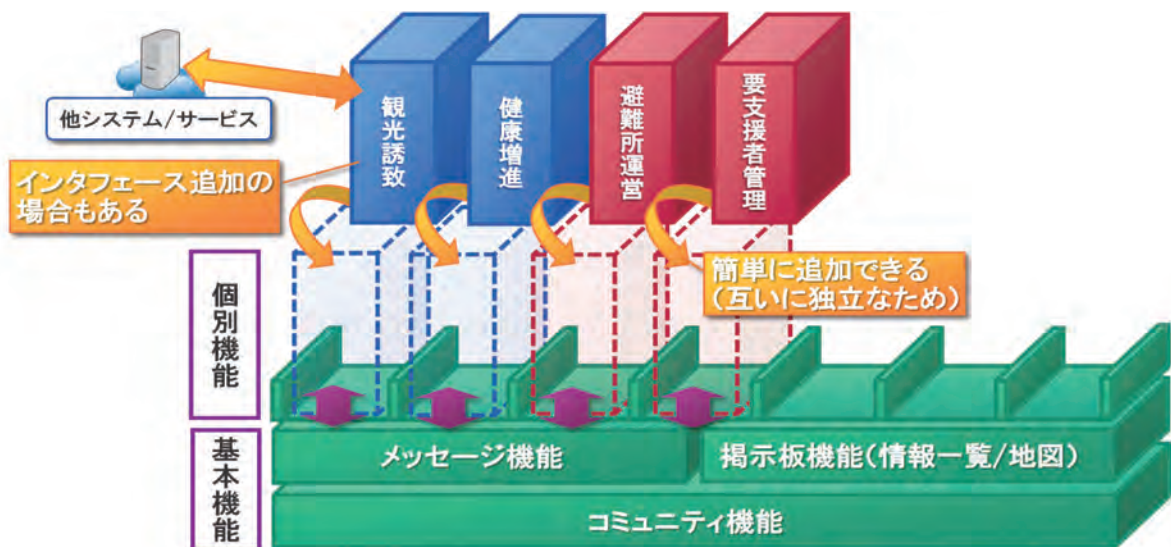 他システム/サービス
観光誘致
健康増進
避難所運営
要支援者管理
インタフェース追加の
場合もある
簡単に追加できる
(互いに独立なため)
個別機能
基本機能
メッセージ機能
掲示板機能(情報一覧/地図)
コミュニティ機能